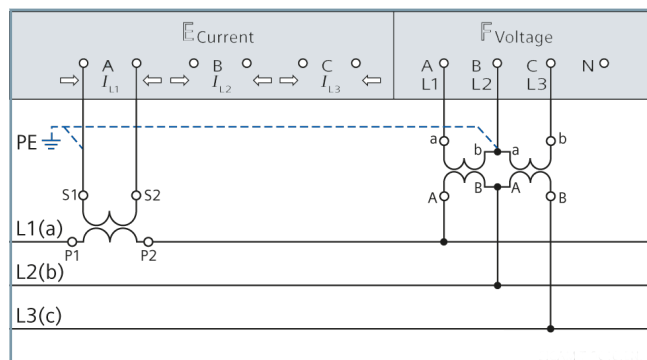 E Current F Voltage
A B C A B C N
I L1 I L2 I L3 L1 L2 L3
PE a b a b
S1 S2 A B A B
L1(a)
P1 P2
L2(b)
L3(c)